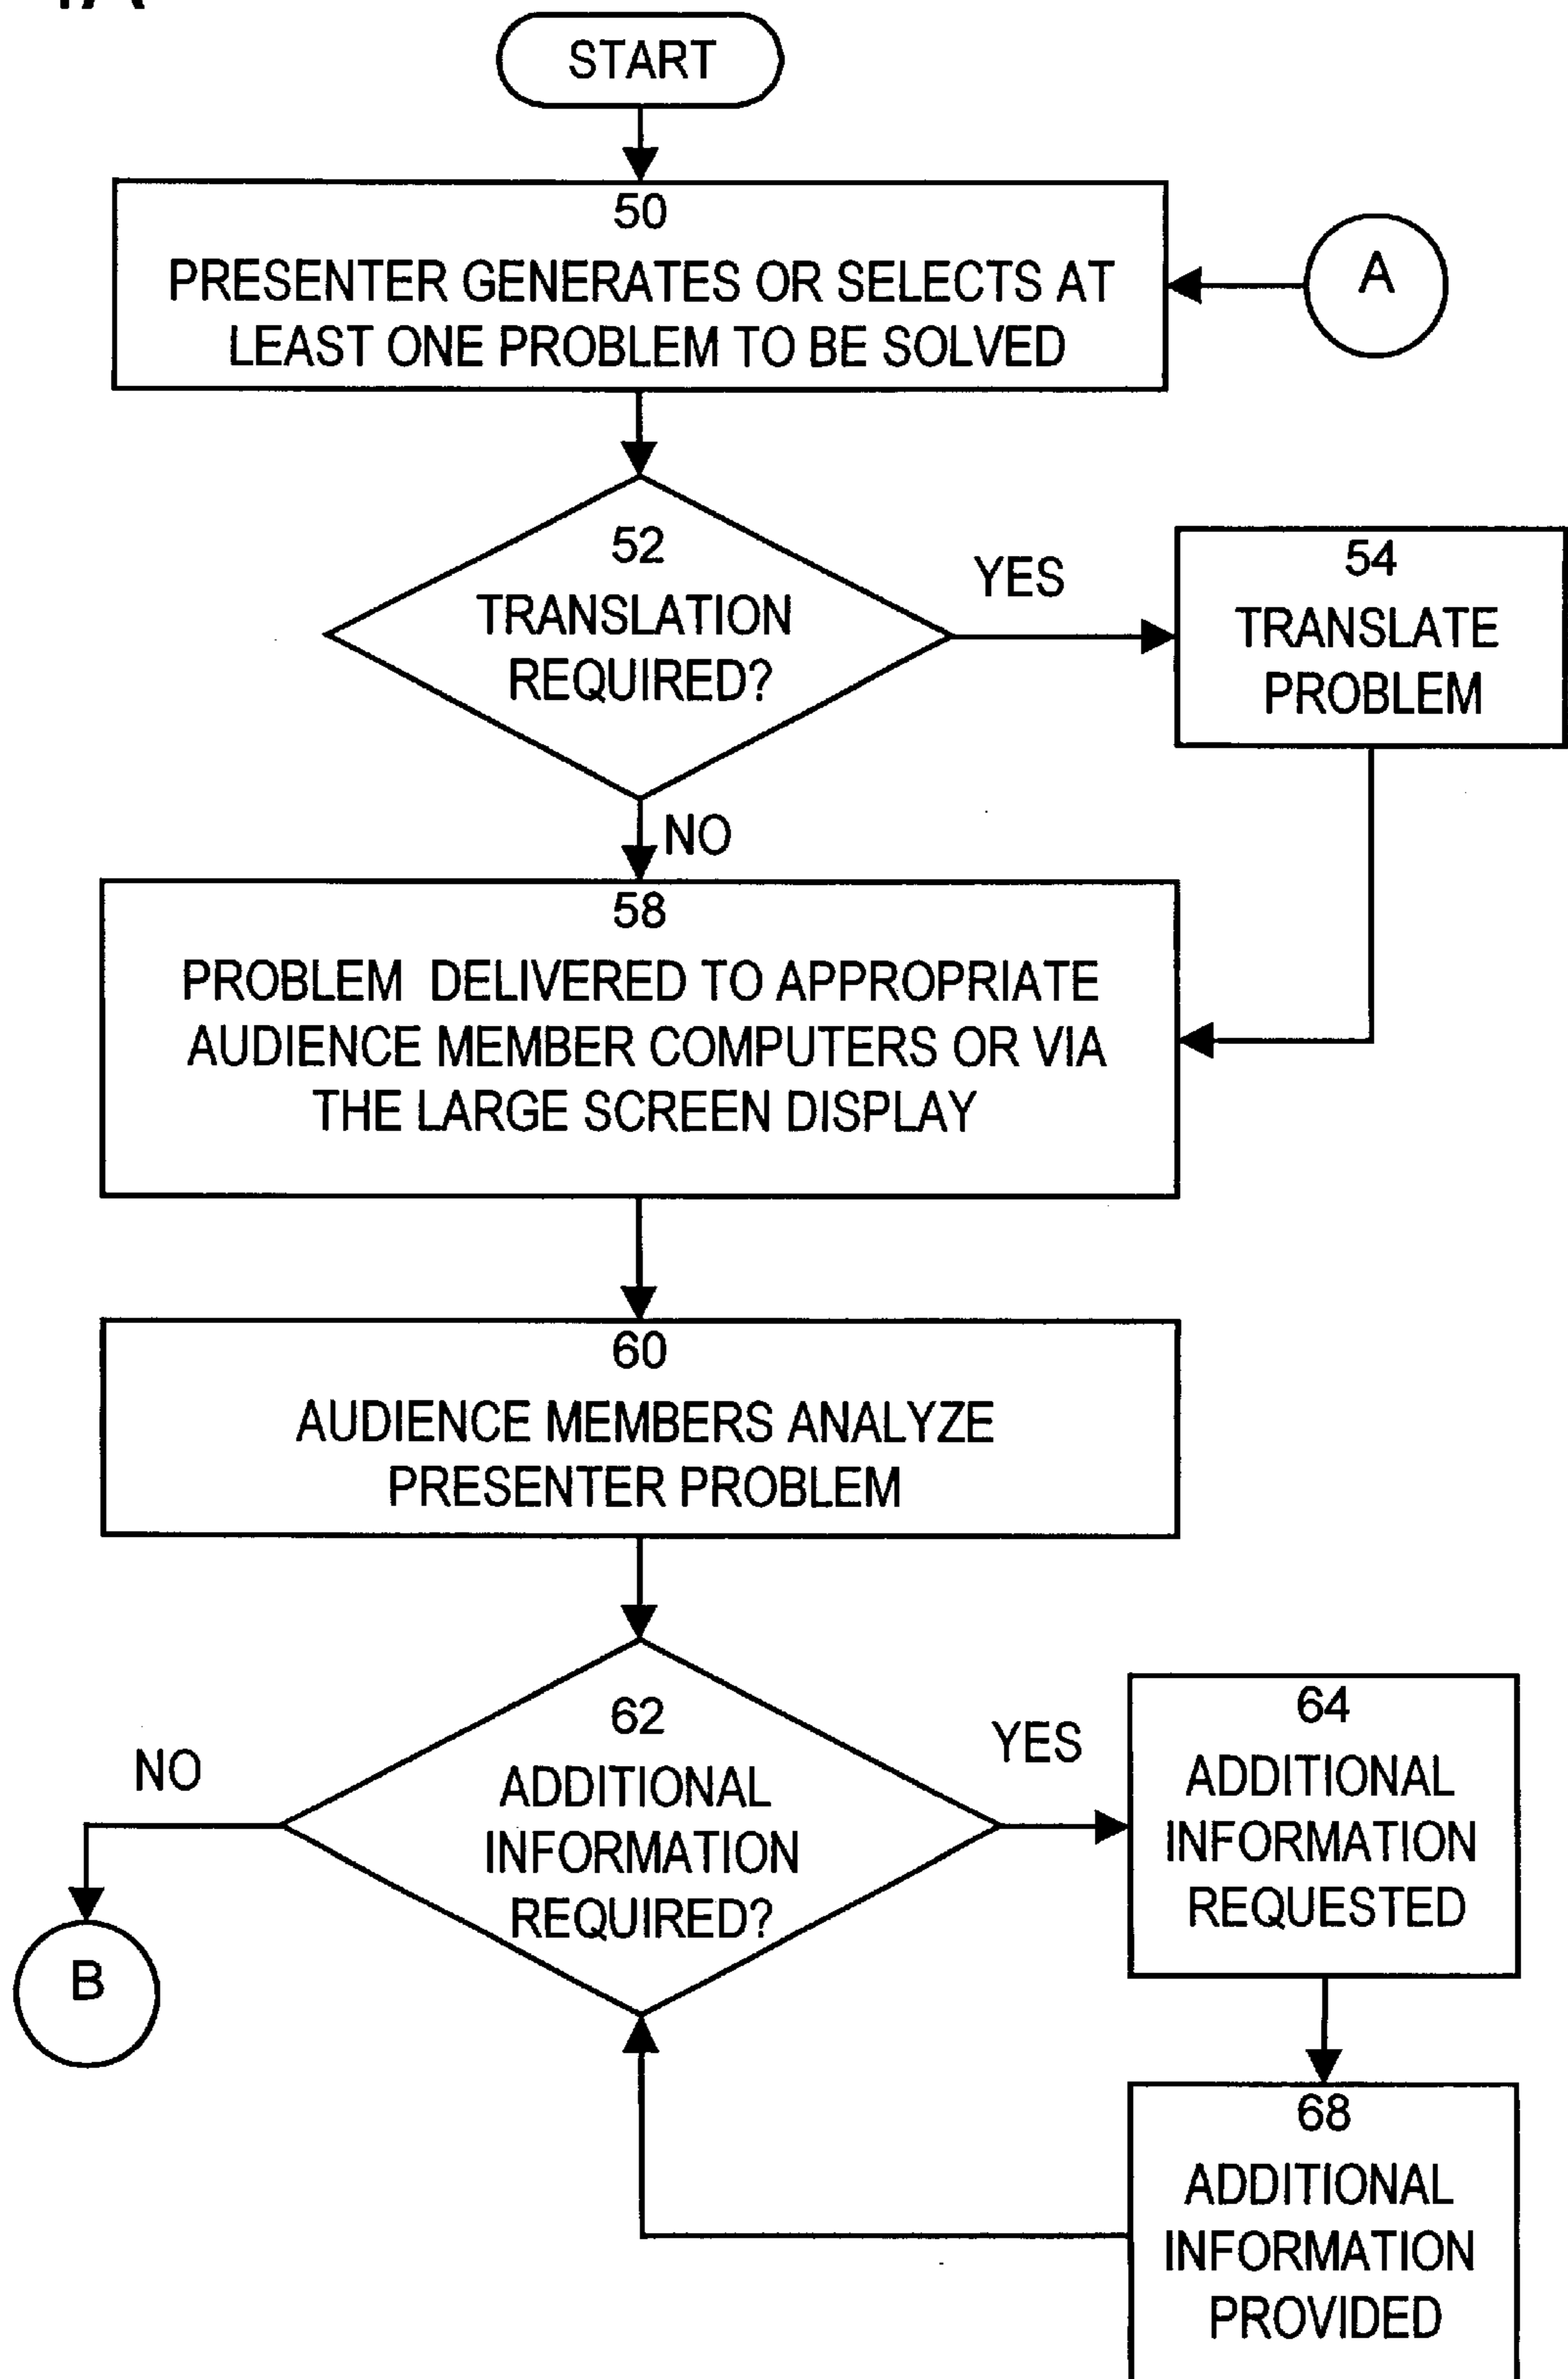 START
50
PRESENTER GENERATES OR SELECTS AT
LEAST ONE PROBLEM TO BE SOLVED
A
52
TRANSLATION
REQUIRED?
YES
54
TRANSLATE
PROBLEM
NO
58
PROBLEM DELIVERED TO APPROPRIATE
AUDIENCE MEMBER COMPUTERS OR VIA
THE LARGE SCREEN DISPLAY
60
AUDIENCE MEMBERS ANALYZE
PRESENTER PROBLEM
62
ADDITIONAL
INFORMATION
REQUIRED?
NO
YES
64
ADDITIONAL
INFORMATION
REQUESTED
B
68
ADDITIONAL
INFORMATION
PROVIDED